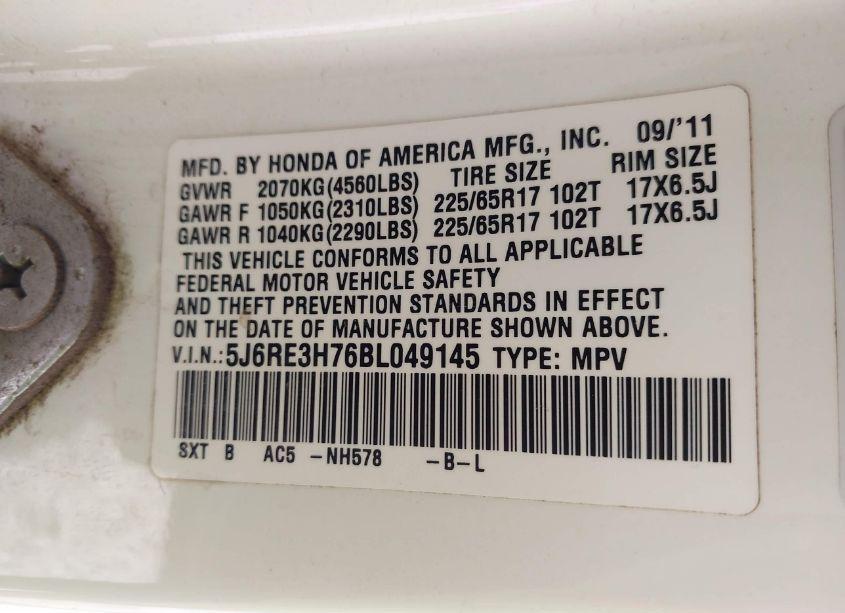 MFD. BY HONDA OF AMERICA MFG., INC. 09/'11
GVWR 2070KG(4560LBS) TIRE SIZE RIM SIZE
GAWR F 1050KG(2310LBS) 225/65R17 102T 17X6.5J
GAWR R 1040KG(2290LBS) 225/65R17 102T 17X6.5J
THIS VEHICLE CONFORMS TO ALL APPLICABLE
FEDERAL MOTOR VEHICLE SAFETY
AND THEFT PREVENTION STANDARDS IN EFFECT
ON THE DATE OF MANUFACTURE SHOWN ABOVE.
V.I.N.:5J6RE3H76BL049145 TYPE: MPV
SXT B AC5 -NH578 -B-L